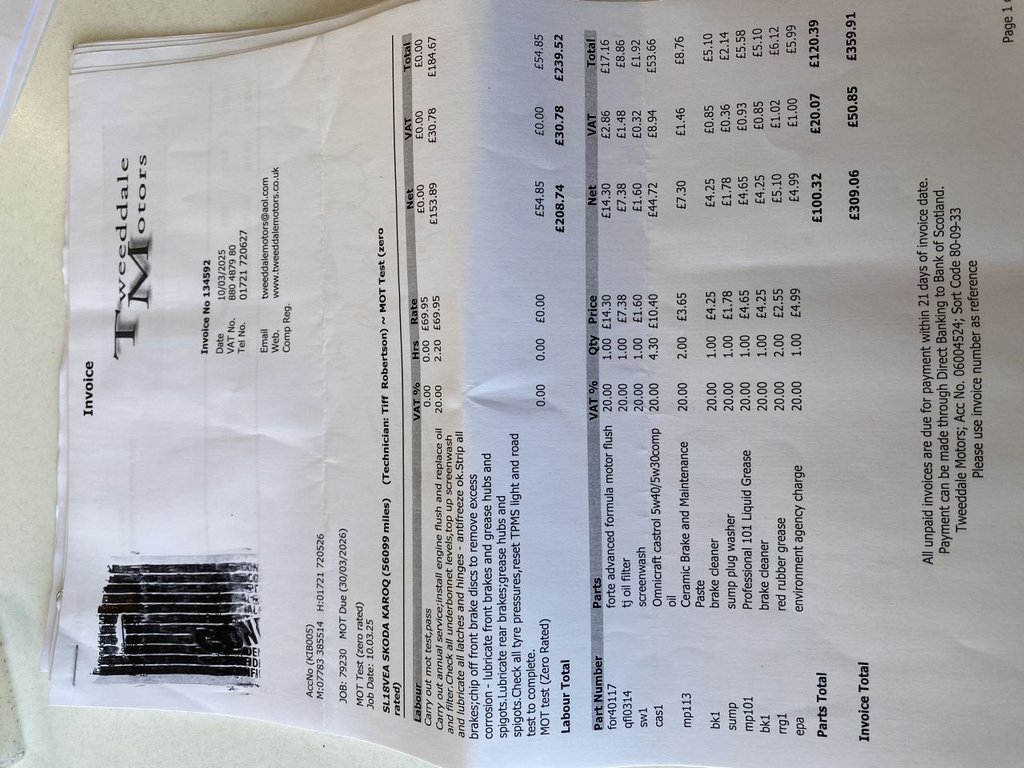 Invoice
Tweeddale
Motors
Invoice No 134592
Date 10/03/2025
VAT No. 880 4879 80
Tel No. 01721 720627
Email tweeddalemotors@aol.com
Web. www.tweeddalemotors.co.uk
Comp Reg.
AccNo (KIB005)
M:07783 385514 H:01721 720526
JOB: 79230 MOT Due (30/03/2026)
MOT Test (zero rated)
Job Date: 10.03.25
SL18VEA SKODA KAROQ (56099 miles) (Technician: Tiff Robertson) ~ MOT Test (zero
rated)
Labour VAT % Hrs Rate Net VAT Total
Carry out mot test,pass 0.00 0.00 £69.95 £0.00 £0.00 £0.00
Carry out annual service;install engine flush and replace oil 20.00 2.20 £69.95 £153.89 £30.78 £184.67
and filter.Check all underbonnet levels,top up screenwash
and lubricate all latches and hinges - antifreeze ok.Strip all
brakes;chip off front brake discs to remove excess
corrosion - lubricate front brakes and grease hubs and
spigots.Lubricate rear brakes;grease hubs and
spigots.Check all tyre pressures,reset TPMS light and road
test to complete.
MOT test (Zero Rated) 0.00 0.00 £0.00 £54.85 £0.00 £54.85
Labour Total £208.74 £30.78 £239.52
Part Number Parts VAT % Qty Price Net VAT Total
for40117 forte advanced formula motor flush 20.00 1.00 £14.30 £14.30 £2.86 £17.16
qfl0314 tj oil filter 20.00 1.00 £7.38 £7.38 £1.48 £8.86
sw1 screenwash 20.00 1.00 £1.60 £1.60 £0.32 £1.92
cas1 Omnicraft castrol 5w40/5w30comp 20.00 4.30 £10.40 £44.72 £8.94 £53.66
oil
mp113 Ceramic Brake and Maintenance 20.00 2.00 £3.65 £7.30 £1.46 £8.76
Paste
bk1 brake cleaner 20.00 1.00 £4.25 £4.25 £0.85 £5.10
sump sump plug washer 20.00 1.00 £1.78 £1.78 £0.36 £2.14
mp101 Professional 101 Liquid Grease 20.00 1.00 £4.65 £4.65 £0.93 £5.58
bk1 brake cleaner 20.00 1.00 £4.25 £4.25 £0.85 £5.10
rrg1 red rubber grease 20.00 2.00 £2.55 £5.10 £1.02 £6.12
epa environment agency charge 20.00 1.00 £4.99 £4.99 £1.00 £5.99
Parts Total £100.32 £20.07 £120.39
Invoice Total £309.06 £50.85 £359.91
All unpaid invoices are due for payment within 21 days of invoice date.
Payment can be made through Direct Banking to Bank of Scotland.
Tweeddale Motors; Acc No. 06004524; Sort Code 80-09-33
Please use invoice number as reference
Page 1